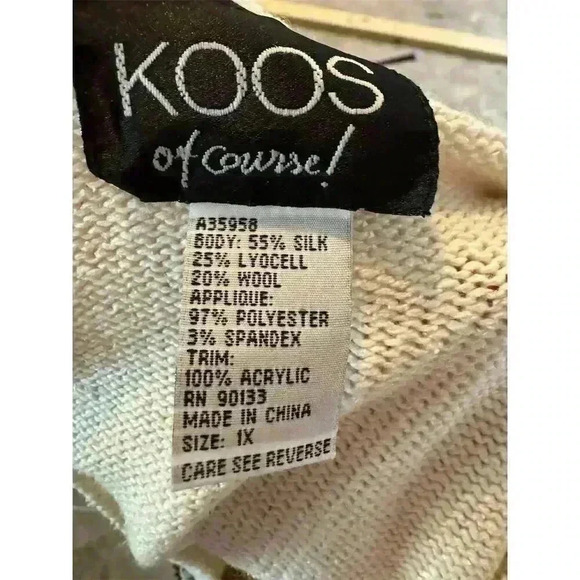 KOOS
of course!
A35958
BODY: 55% SILK
25% LYOCELL
20% WOOL
APPLIQUE:
97% POLYESTER
3% SPANDEX
TRIM:
100% ACRYLIC
RN 90133
MADE IN CHINA
SIZE: 1X
CARE SEE REVERSE